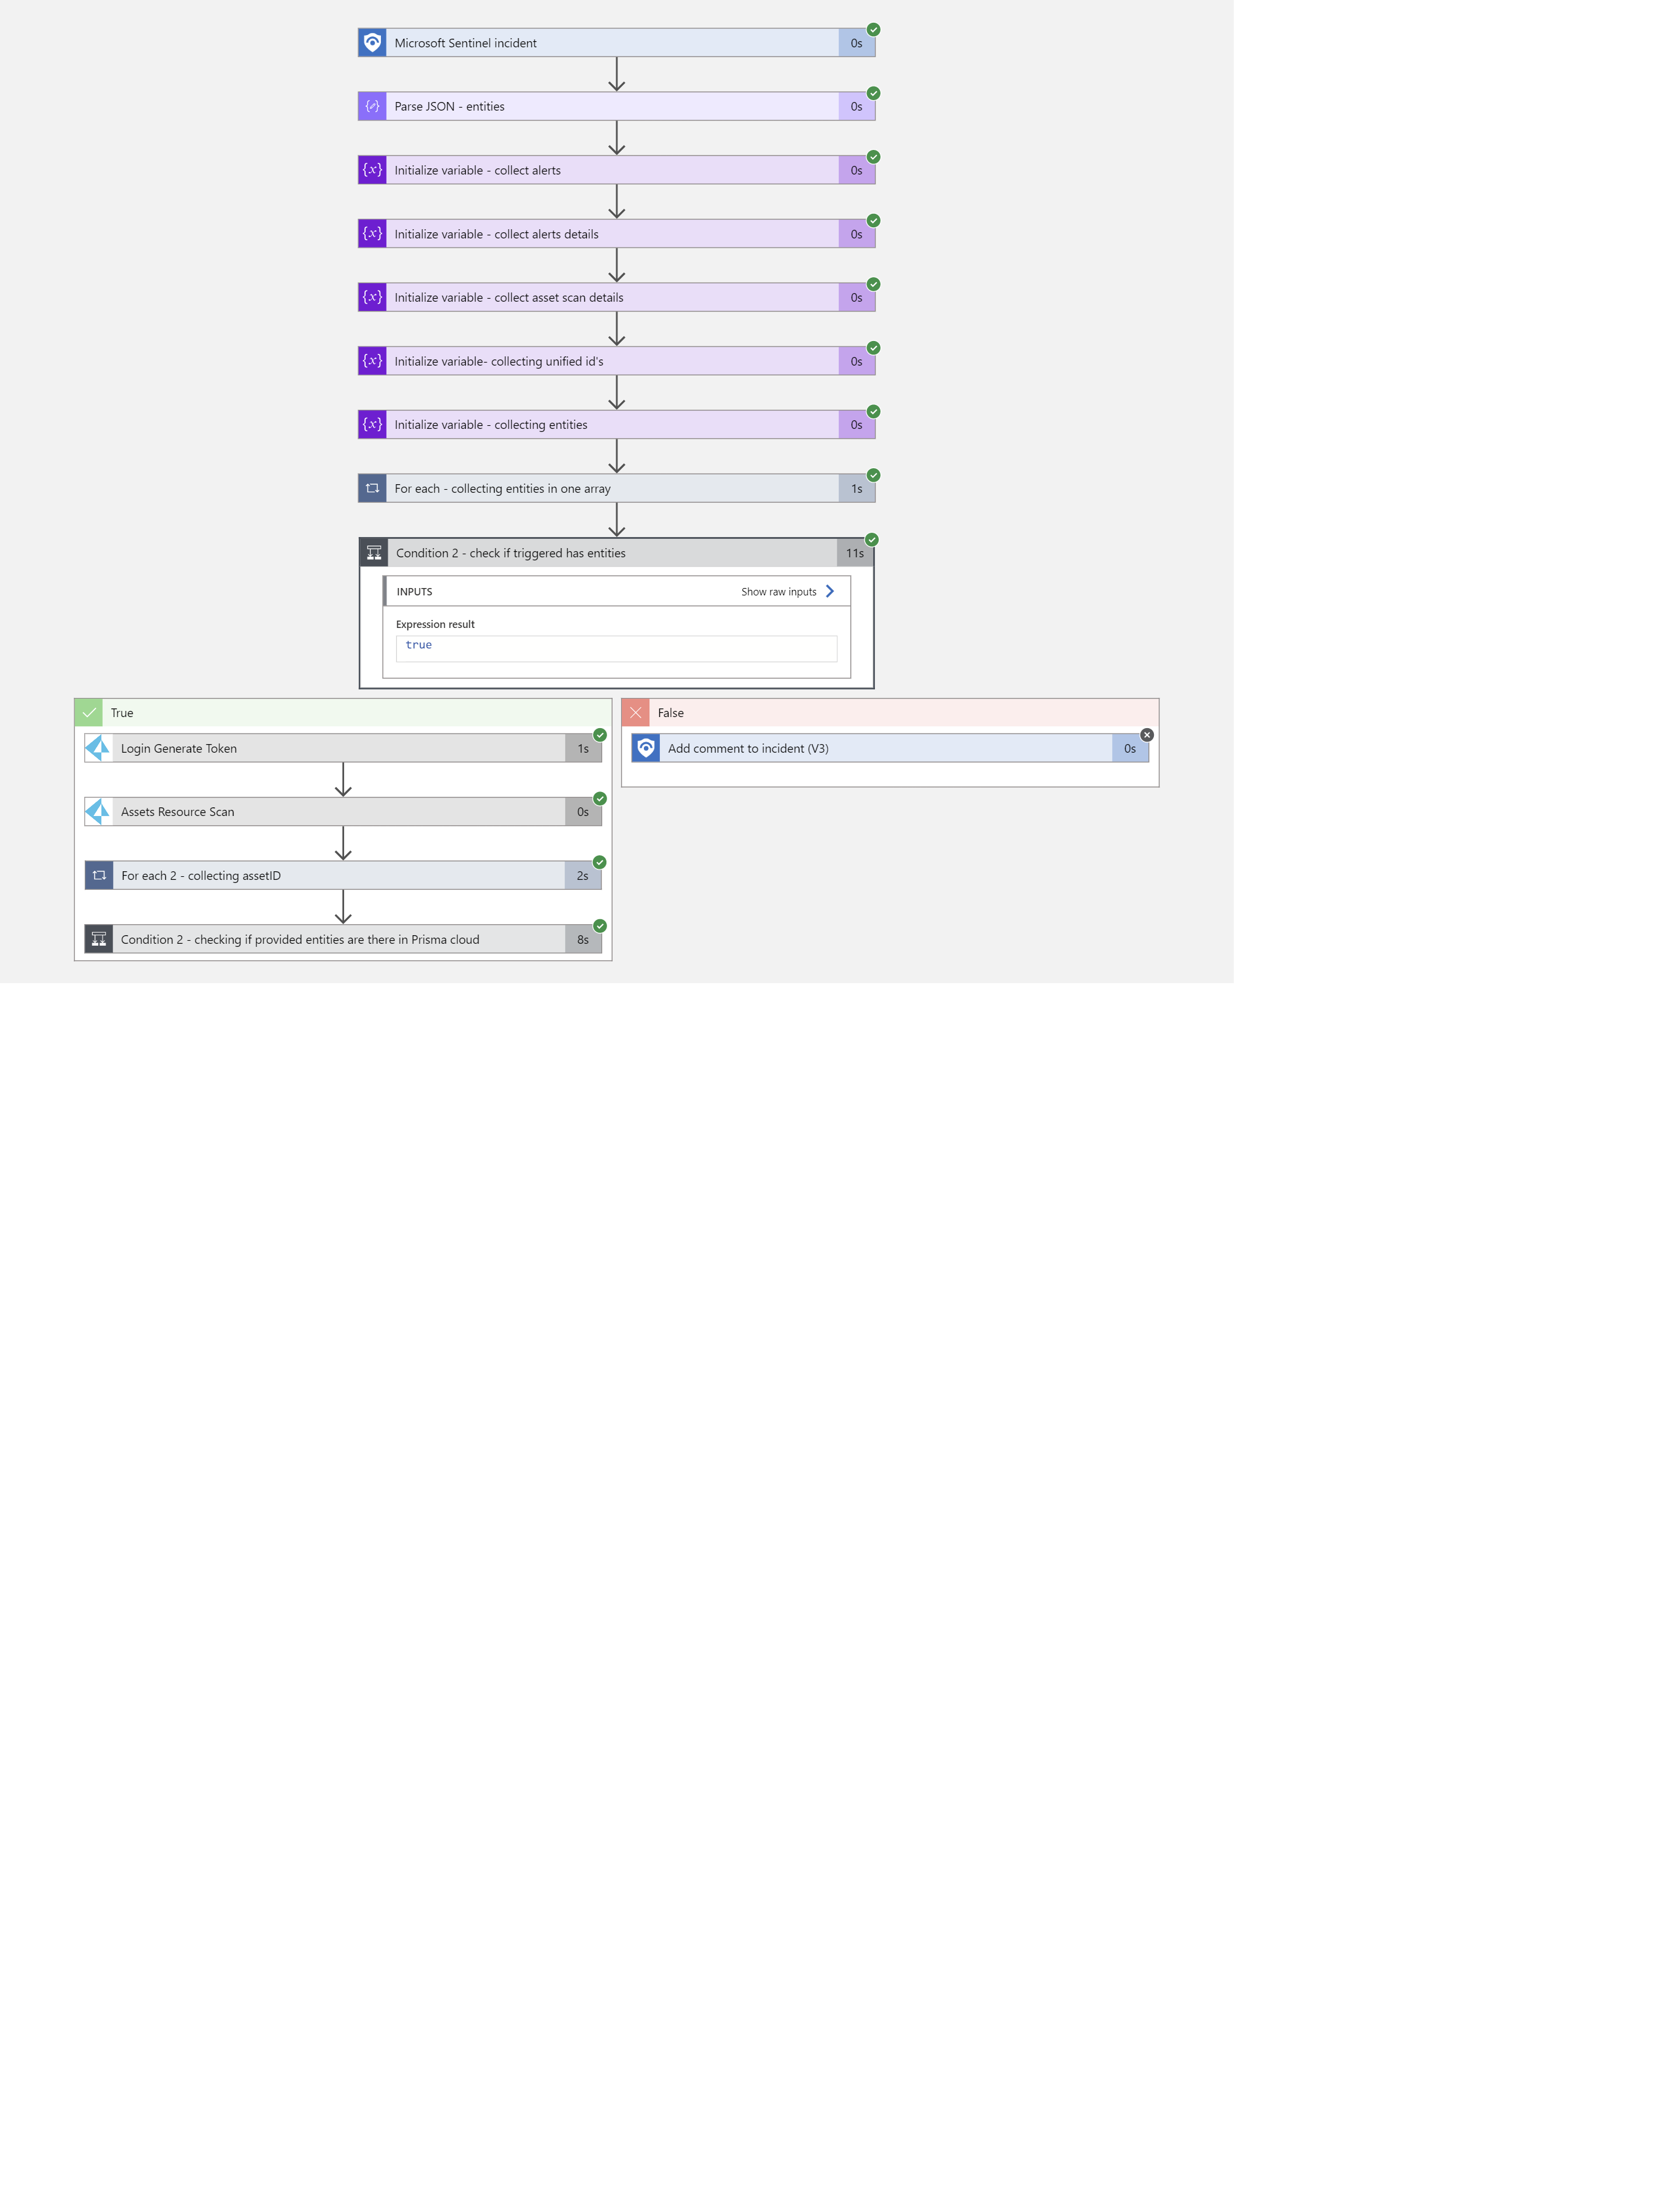 Microsoft Sentinel incident 0s
Parse JSON - entities 0s
{x} Initialize variable - collect alerts 0s
{x} Initialize variable - collect alerts details 0s
{x} Initialize variable - collect asset scan details 0s
{x} Initialize variable- collecting unified id's 0s
{x} Initialize variable - collecting entities 0s
For each - collecting entities in one array 1s
Condition 2 - check if triggered has entities 11s
INPUTS Show raw inputs
Expression result
true
True
Login Generate Token 1s
Assets Resource Scan 0s
For each 2 - collecting assetID 2s
Condition 2 - checking if provided entities are there in Prisma cloud 8s
False
Add comment to incident (V3) 0s